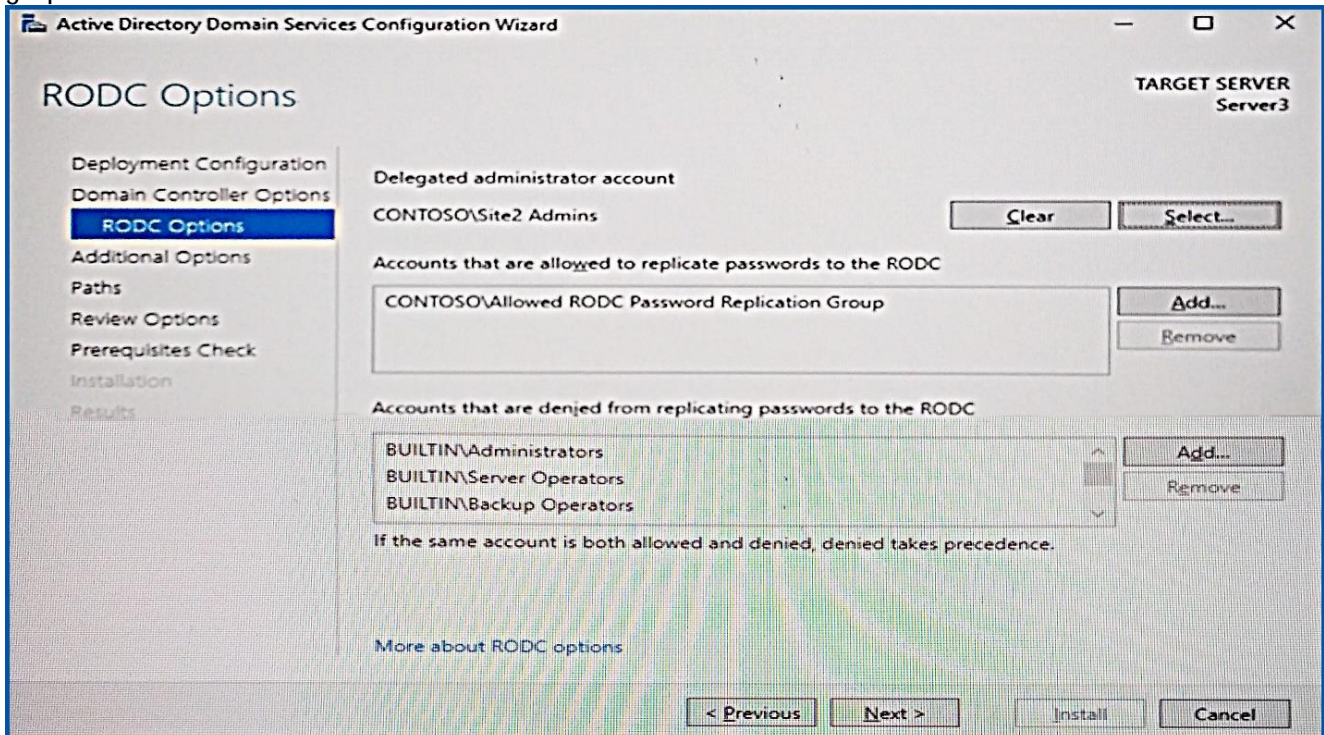 Active Directory Domain Services Configuration Wizard
RODC Options
TARGET SERVER
Server3
Deployment Configuration
Domain Controller Options
RODC Options
Additional Options
Paths
Review Options
Prerequisites Check
Installation
Results
Delegated administrator account
CONTOSO\Site2 Admins
Clear
Select...
Accounts that are allowed to replicate passwords to the RODC
CONTOSO\Allowed RODC Password Replication Group
Add...
Remove
Accounts that are denied from replicating passwords to the RODC
BUILTIN\Administrators
BUILTIN\Server Operators
BUILTIN\Backup Operators
Add...
Remove
If the same account is both allowed and denied, denied takes precedence.
More about RODC options
< Previous
Next >
Install
Cancel